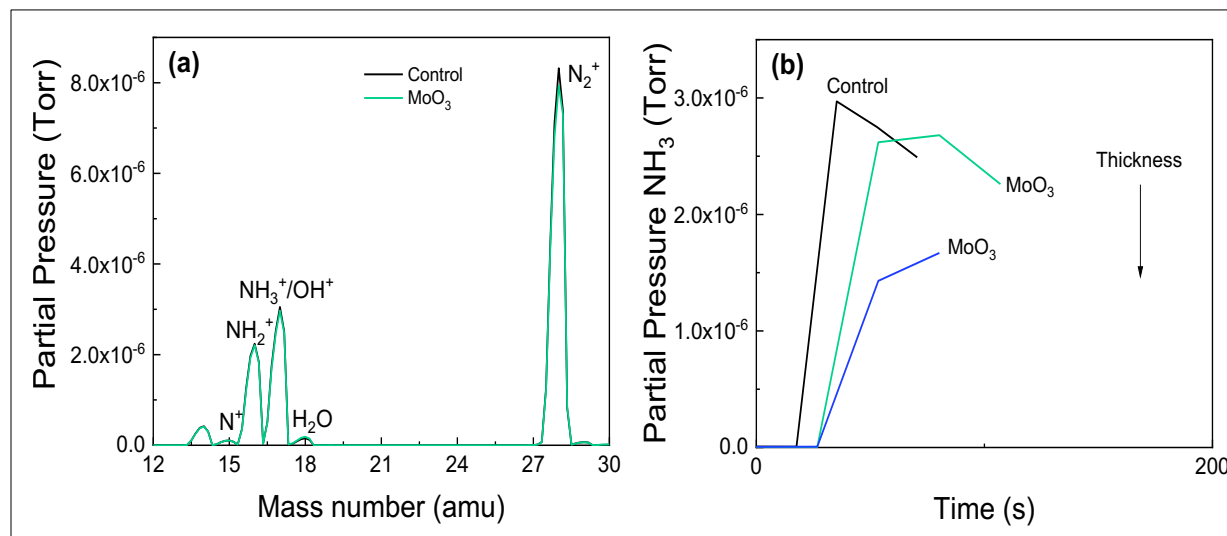 (a)
Control
MoO₃
N₂⁺
NH₃⁺/OH⁺
NH₂⁺
N⁺
H₂O
8.0x10⁻⁶
6.0x10⁻⁶
4.0x10⁻⁶
2.0x10⁻⁶
0.0
12 15 18 21 24 27 30
Partial Pressure (Torr)
Mass number (amu)
(b)
Control
Thickness
MoO₃
MoO₃
3.0x10⁻⁶
2.0x10⁻⁶
1.0x10⁻⁶
0.0
0 200
Partial Pressure NH₃ (Torr)
Time (s)